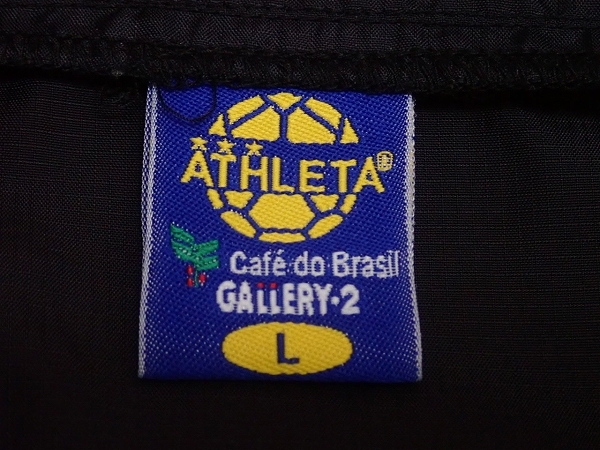 ATHLETA®
Café do Brasil
GALLERY·2
L